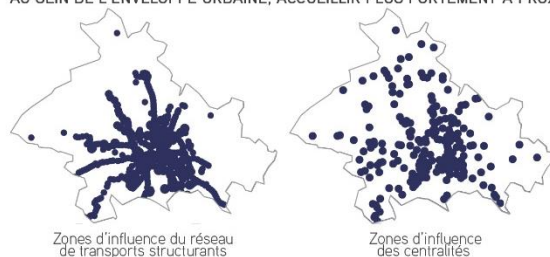 AU SEIN DE L'ENVELOPPE URBAINE, ACCUEILLIR PLUS FORTEMENT À
Zones d'influence du réseau
de transports structurants
Zones d'influence
des centralités